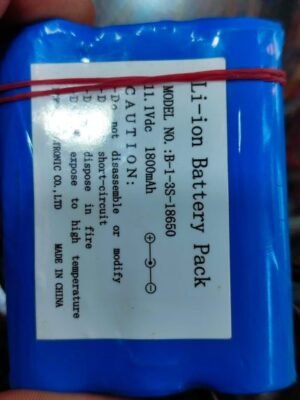 Li-ion Battery Pack
MODEL NO.:B-1-3S-18650
11.1Vdc 1800mAh
CAUTION:
-Do not disassemble or modify
short-circuit
dispose in fire
expose to high temperature
CO.,LTD MADE IN CHINA